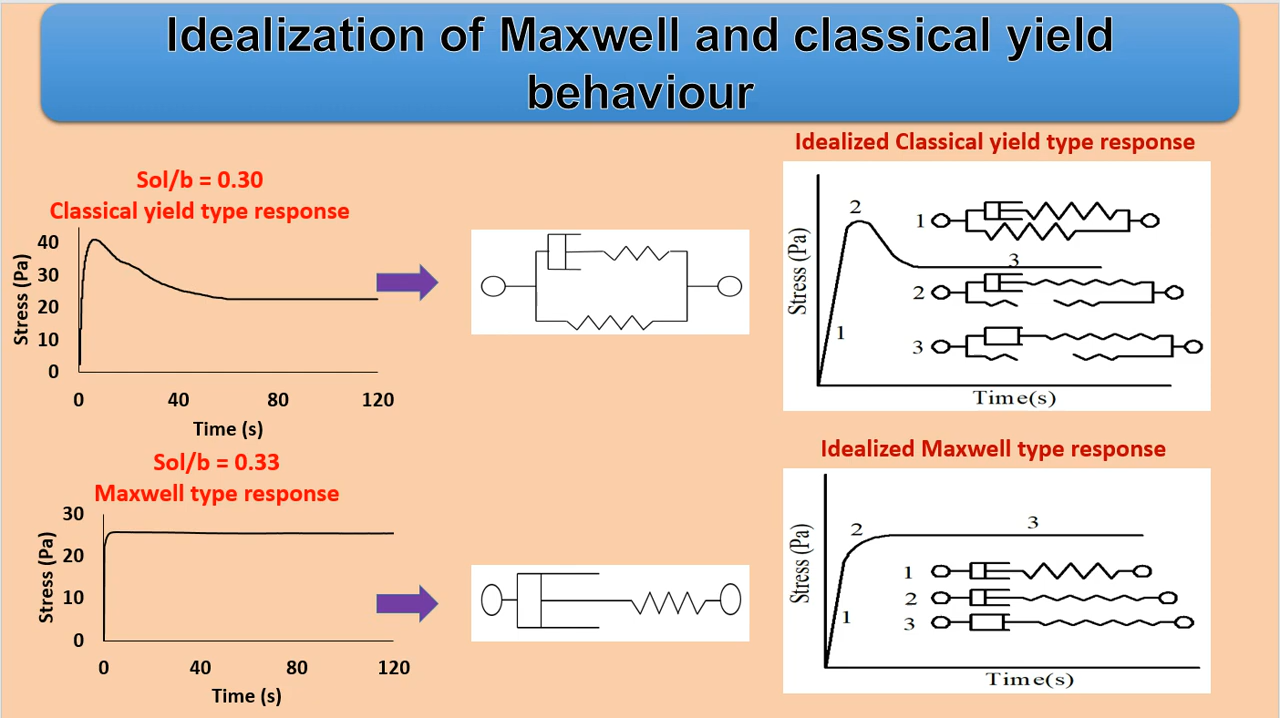 Idealization of Maxwell and classical yield
behaviour
Sol/b = 0.30
Classical yield type response
40
30
20
10
0
Stress (Pa)
0 40 80 120
Time (s)
Idealized Classical yield type response
Stress (Pa)
1
2
3
1
2
3
Time(s)
Sol/b = 0.33
Maxwell type response
30
20
10
0
Stress (Pa)
0 40 80 120
Time (s)
Idealized Maxwell type response
Stress (Pa)
1
2
3
1
2
3
Time(s)